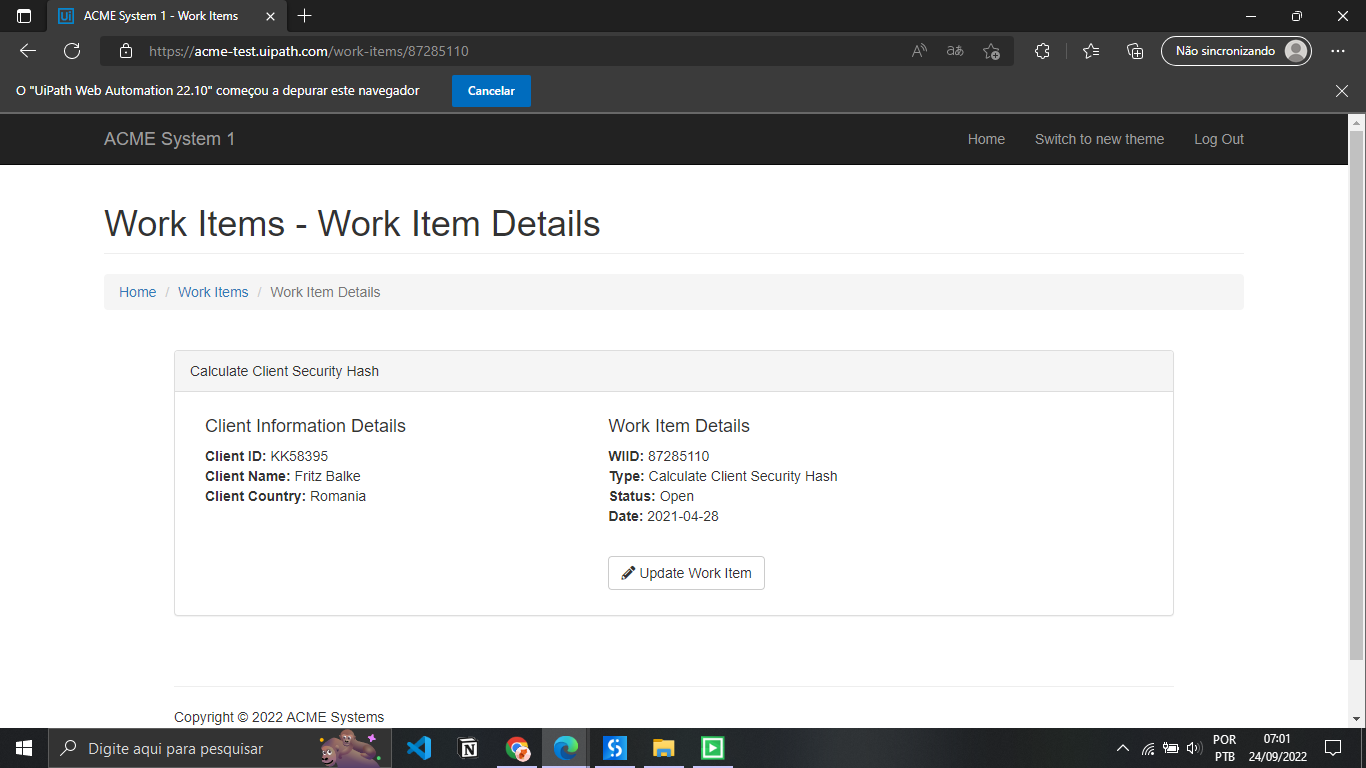 ACME System 1 - Work Items
https://acme-test.uipath.com/work-items/87285110
Não sincronizando
O "UiPath Web Automation 22.10" começou a depurar este navegador
Cancelar
ACME System 1
Home
Switch to new theme
Log Out
Work Items - Work Item Details
Home / Work Items / Work Item Details
Calculate Client Security Hash
Client Information Details
Client ID: KK58395
Client Name: Fritz Balke
Client Country: Romania
Work Item Details
WIID: 87285110
Type: Calculate Client Security Hash
Status: Open
Date: 2021-04-28
Update Work Item
Copyright © 2022 ACME Systems
Digite aqui para pesquisar
POR
PTB
07:01
24/09/2022